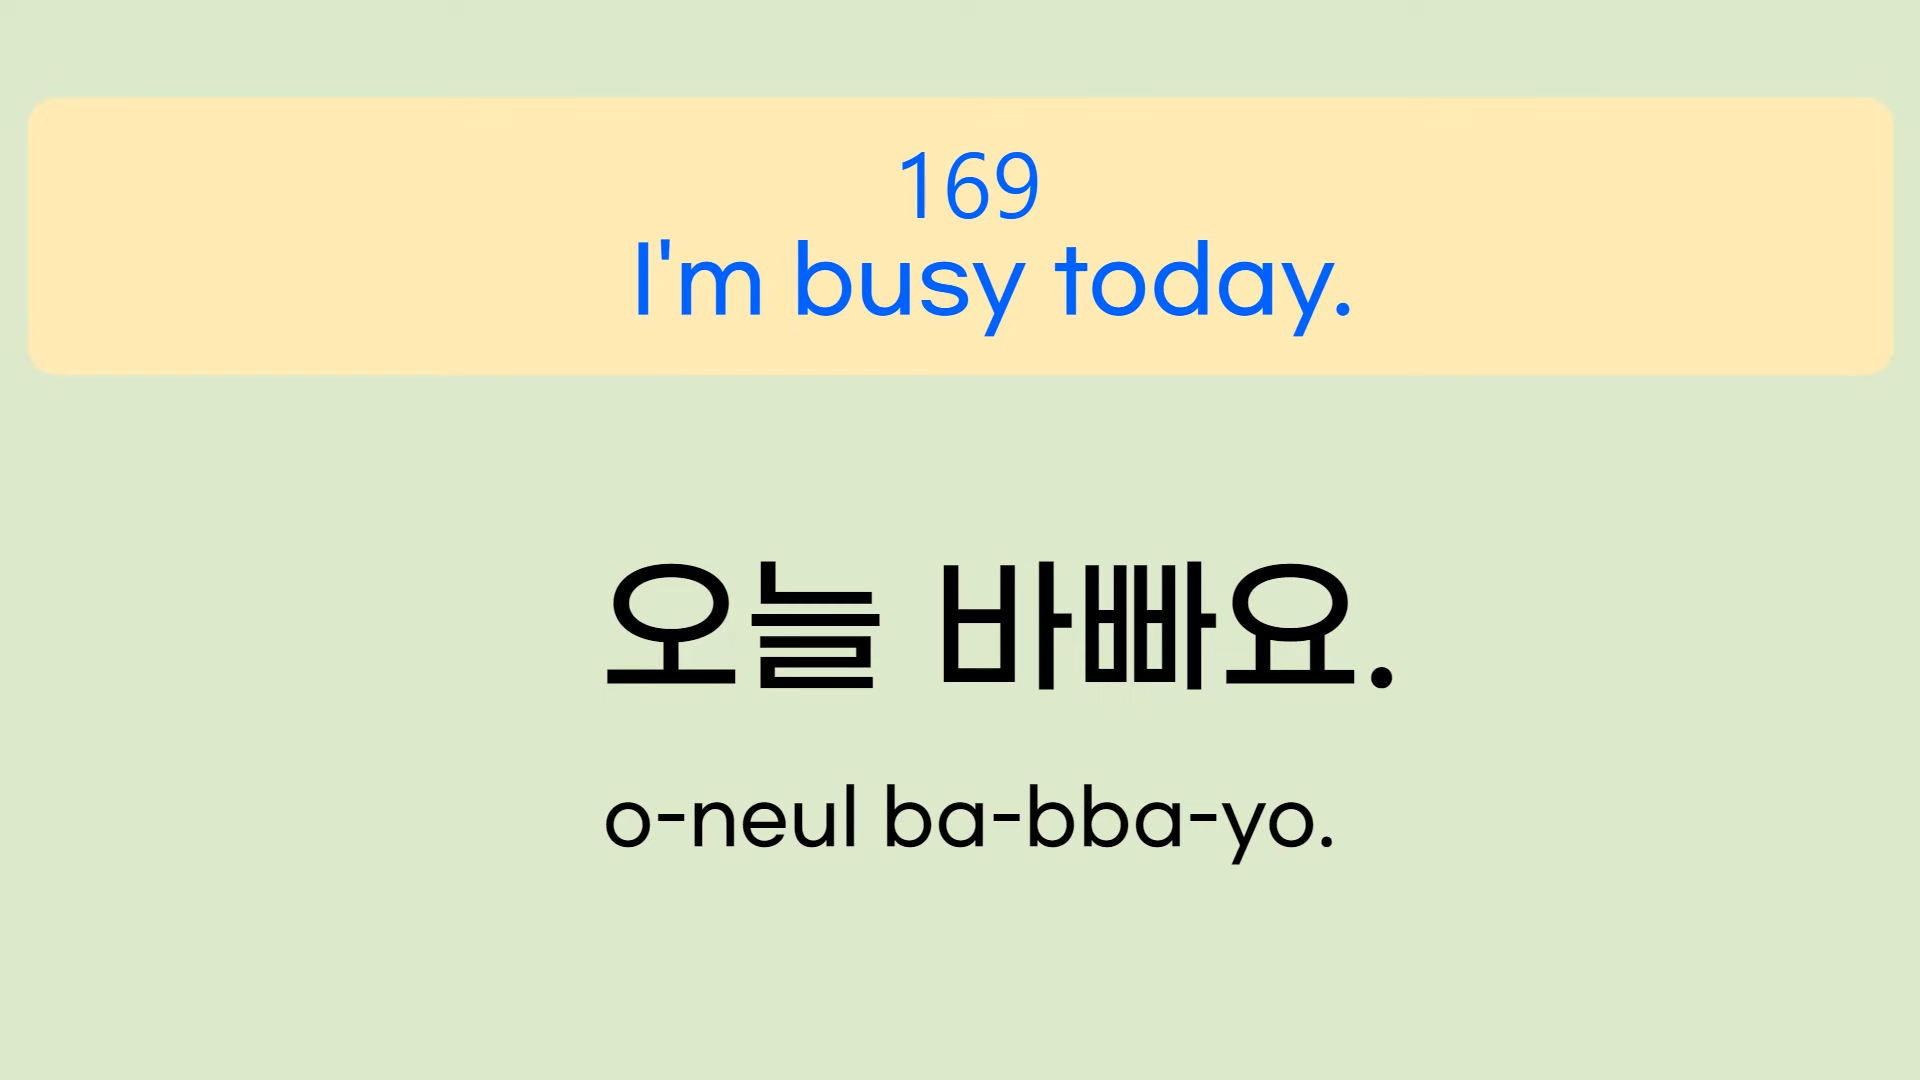 169
I'm busy today.
오늘 바빠요.
o-neul ba-bba-yo.